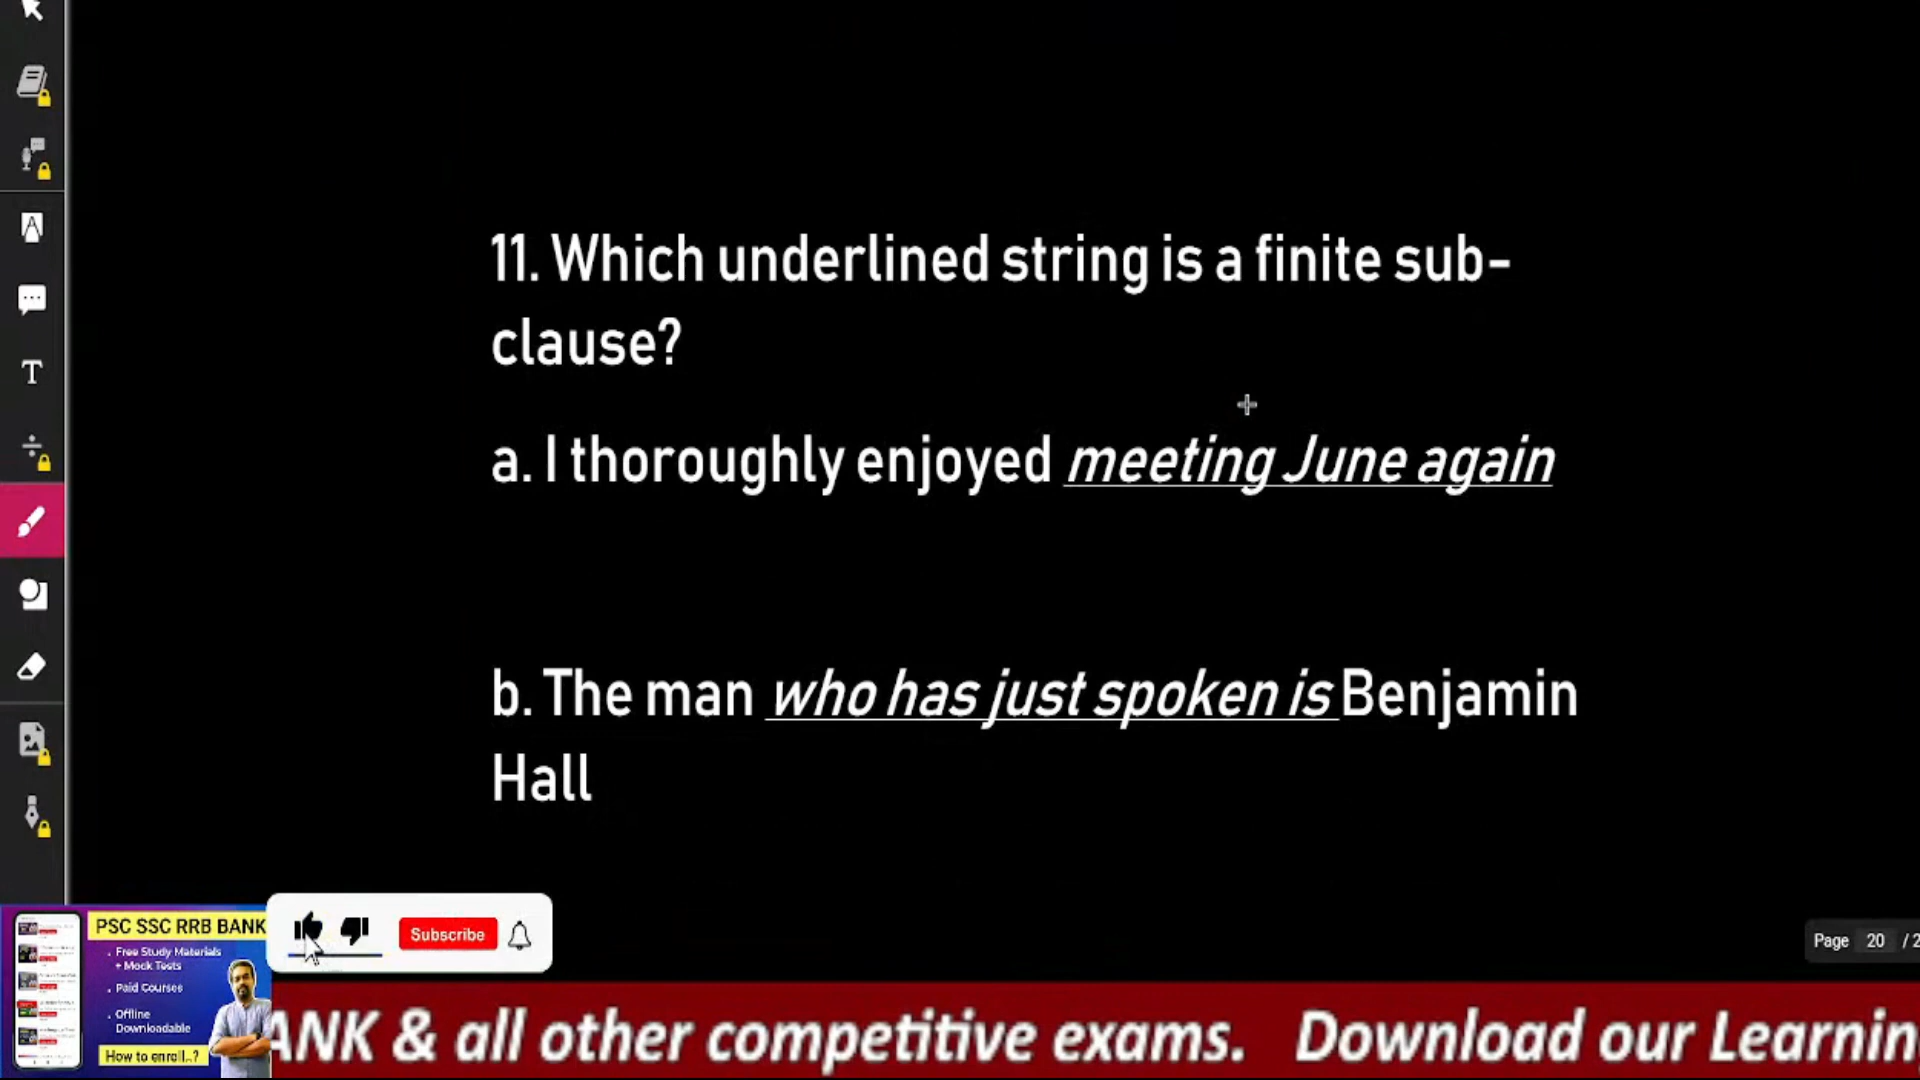 11. Which underlined string is a finite sub-
clause?
a. I thoroughly enjoyed meeting June again
b. The man who has just spoken is Benjamin
Hall
PSC SSC RRB BANK
. Free Study Materials
+ Mock Tests
. Paid Courses
. Offline
Downloadable
How to enroll..?
Subscribe
Page 20 / 2
ANK & all other competitive exams. Download our Learnin